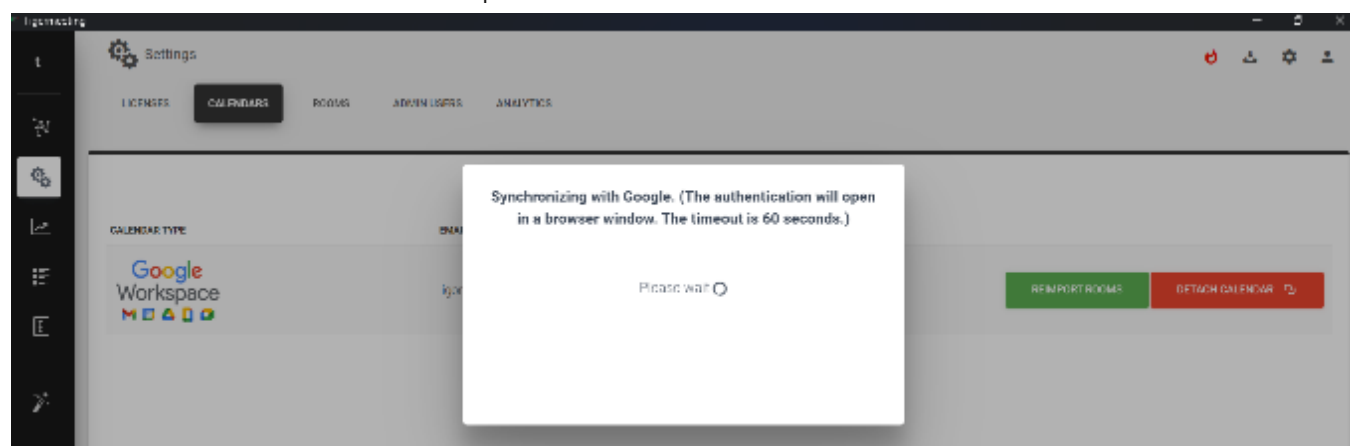 Settings
LICENSES CALENDARS ROOMS ADMIN USERS ANALYTICS
Synchronizing with Google. (The authentication will open
in a browser window. The timeout is 60 seconds.)
CALENDAR TYPE EMAI
Google
Workspace
Please wait
REIMPORT ROOMS DETACH CALENDAR